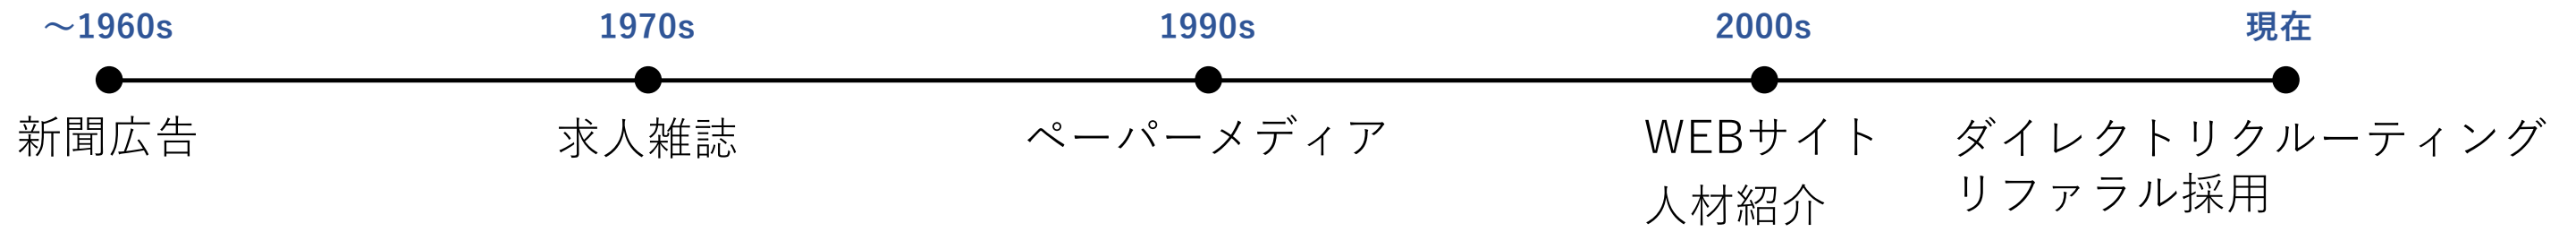 ～1960s
1970s
1990s
2000s
現在
新聞広告
求人雑誌
ペーパーメディア
WEBサイト
人材紹介
ダイレクトリクルーティング
リファラル採用